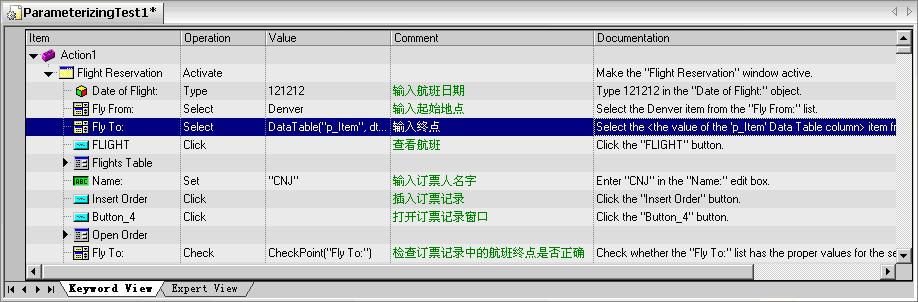 ParameterizingTest1*
Item Operation Value Comment Documentation
Action1
Flight Reservation Activate Make the "Flight Reservation" window active.
Date of Flight: Type 121212 输入航班日期 Type 121212 in the "Date of Flight:" object.
Fly From: Select Denver 输入起始地点 Select the Denver item from the "Fly From:" list.
Fly To: Select DataTable("p_Item", dt... 输入终点 Select the <the value of the 'p_Item' Data Table column> item fr
FLIGHT Click 查看航班 Click the "FLIGHT" button.
Flights Table
Name: Set "CNJ" 输入订票人名字 Enter "CNJ" in the "Name:" edit box.
Insert Order Click 插入订票记录 Click the "Insert Order" button.
Button_4 Click 打开订票记录窗口 Click the "Button_4" button.
Open Order
Fly To: Check CheckPoint("Fly To:") 检查订票记录中的航班终点是否正确 Check whether the "Fly To:" list has the proper values for the se
Keyword View Expert View